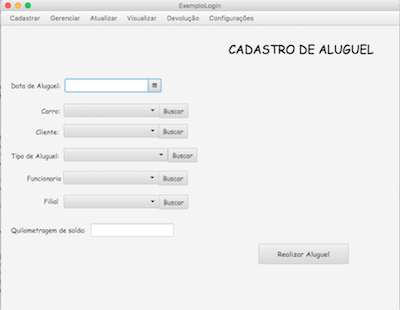 ExemploLogin
Cadastrar Gerenciar Atualizar Visualizar Devolução Configurações
CADASTRO DE ALUGUEL
Data de Aluguel:
Carro: Buscar
Cliente: Buscar
Tipo de Aluguel: Buscar
Funcionario Buscar
Filial Buscar
Quilometragem de saída:
Realizar Aluguel